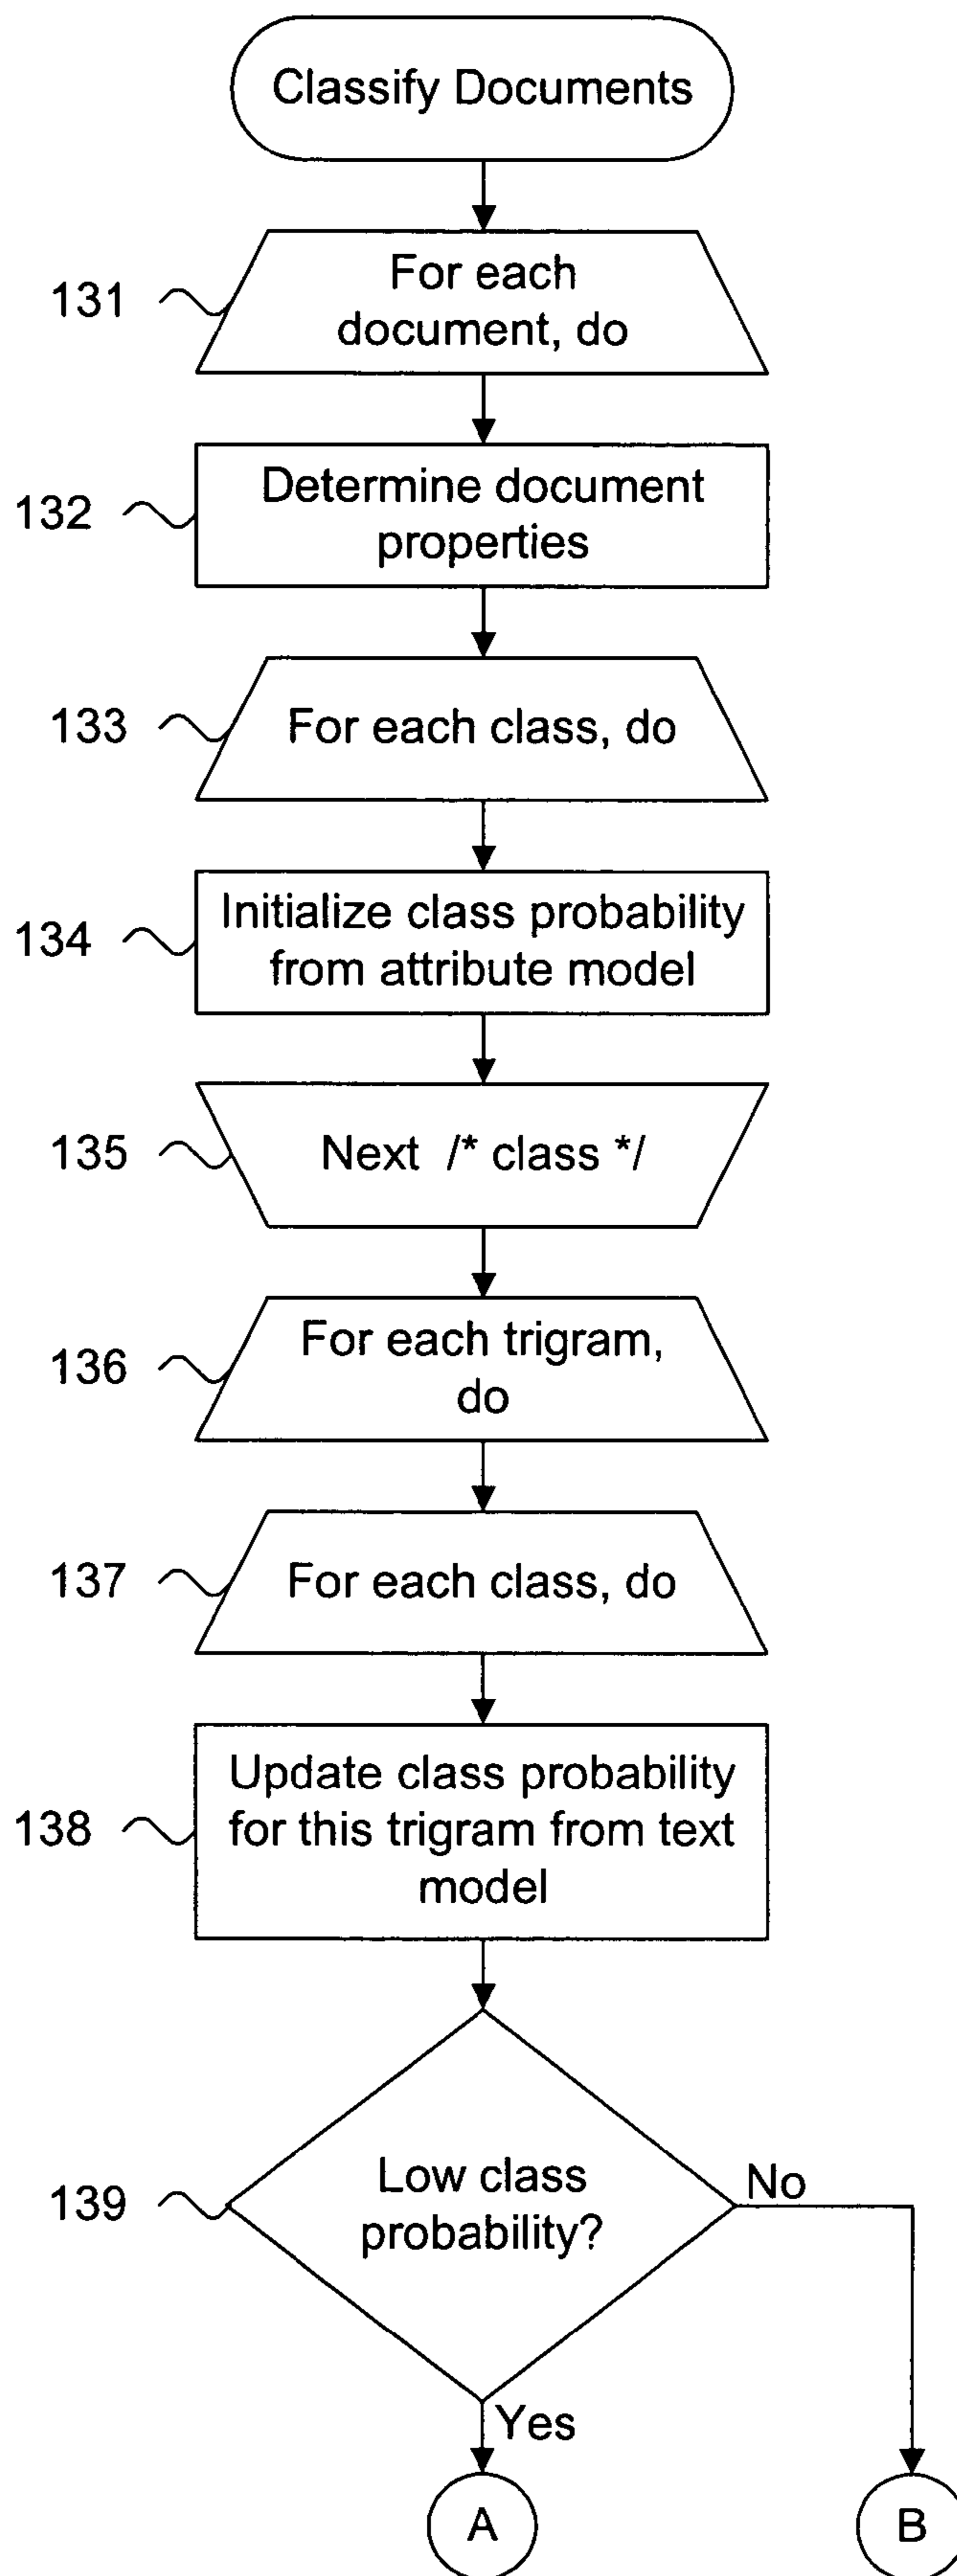 Classify Documents
131
For each
document, do
132
Determine document
properties
133
For each class, do
134
Initialize class probability
from attribute model
135
Next /* class */
136
For each trigram,
do
137
For each class, do
138
Update class probability
for this trigram from text
model
139
Low class
probability?
No
Yes
A
B